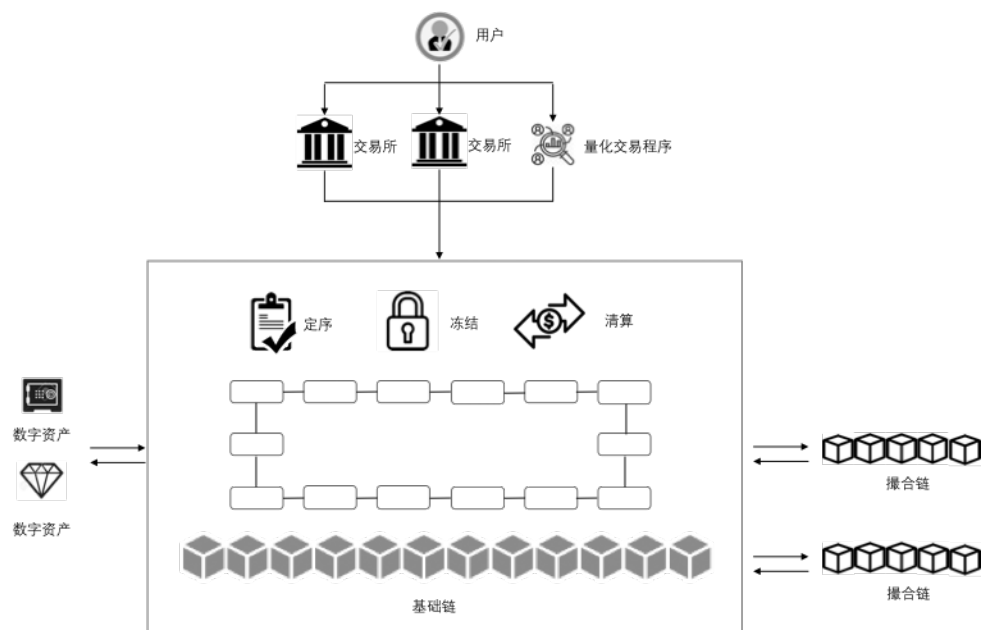 用户
交易所
交易所
量化交易程序
定序
冻结
清算
数字资产
数字资产
撮合链
撮合链
基础链